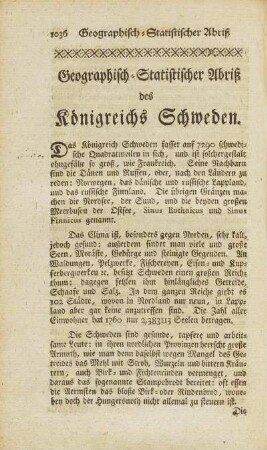 1036 Geographisch-Statistischer Abriß
Geographisch-Statistischer Abriß
des
Königreichs Schweden.
Das Königreich Schweden fasset auf 7290 schwedi-
sche Quadratmeilen in sich, und ist solchergestalt
ohngefähr so groß, wie Frankreich. Seine Nachbarn
sind die Dänen und Russen, oder, nach den Ländern zu
reden: Norwegen, das dänische und russische Lappland,
und das russische Finnland. Die übrigen Gränzen ma-
chen die Nordsee, der Sund, und die beyden großen
Meerbusen der Ostsee, Sinus Bothnicus und Sinus
Finnicus genannt.
Das Clima ist, besonders gegen Norden, sehr kalt,
jedoch gesund: außerdem findet man viele und große
Seen, Moräste, Gebürge und steinigte Gegenden. An
Waldungen, Pelzwerk, Fischereyen, Eisen- und Kup-
ferbergwerken ꝛc. besitzt Schweden einen großen Reich-
thum; dagegen fehlen ihm hinlängliches Getreide,
Schaafe und Salz. In dem ganzen Reiche giebt es
102 Städte, wovon in Nordland nur neun, in Lapp-
land aber gar keine anzutreffen sind. Die Zahl aller
Einwohner hat 1760 nur 2,383113 Seelen betragen.
Die Schweden sind gesunde, tapfere und arbeit-
same Leute: in ihren nordlichen Provinzen herrscht große
Armuth, wie man denn daselbst wegen Mangel des Ge-
treides das Mehl mit Stroh, Wurzeln und bittern Kräu-
tern, auch Birk- und Fichenrinden vermenget, und
daraus das sogenannte Stampebrodt bereitet: oft essen
die Aermsten das bloße Birk- oder Rindenbrod, wone-
ben doch der Hungersnoth nicht allemal zu steuern ist.
Die